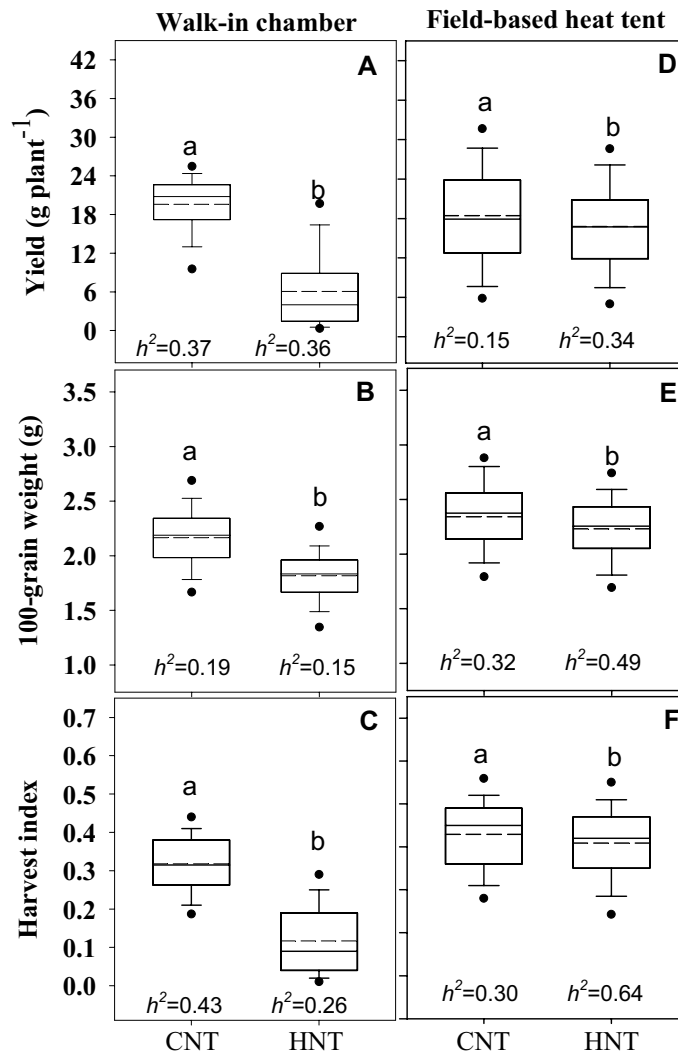 Walk-in chamber
Field-based heat tent
Yield (g plant⁻¹)
42
36
30
24
18
12
6
0
A
a
b
h²=0.37
h²=0.36
D
a
b
h²=0.15
h²=0.34
100-grain weight (g)
3.5
3.0
2.5
2.0
1.5
1.0
B
a
b
h²=0.19
h²=0.15
E
a
b
h²=0.32
h²=0.49
Harvest index
0.7
0.6
0.5
0.4
0.3
0.2
0.1
0.0
C
a
b
h²=0.43
h²=0.26
F
a
b
h²=0.30
h²=0.64
CNT
HNT
CNT
HNT